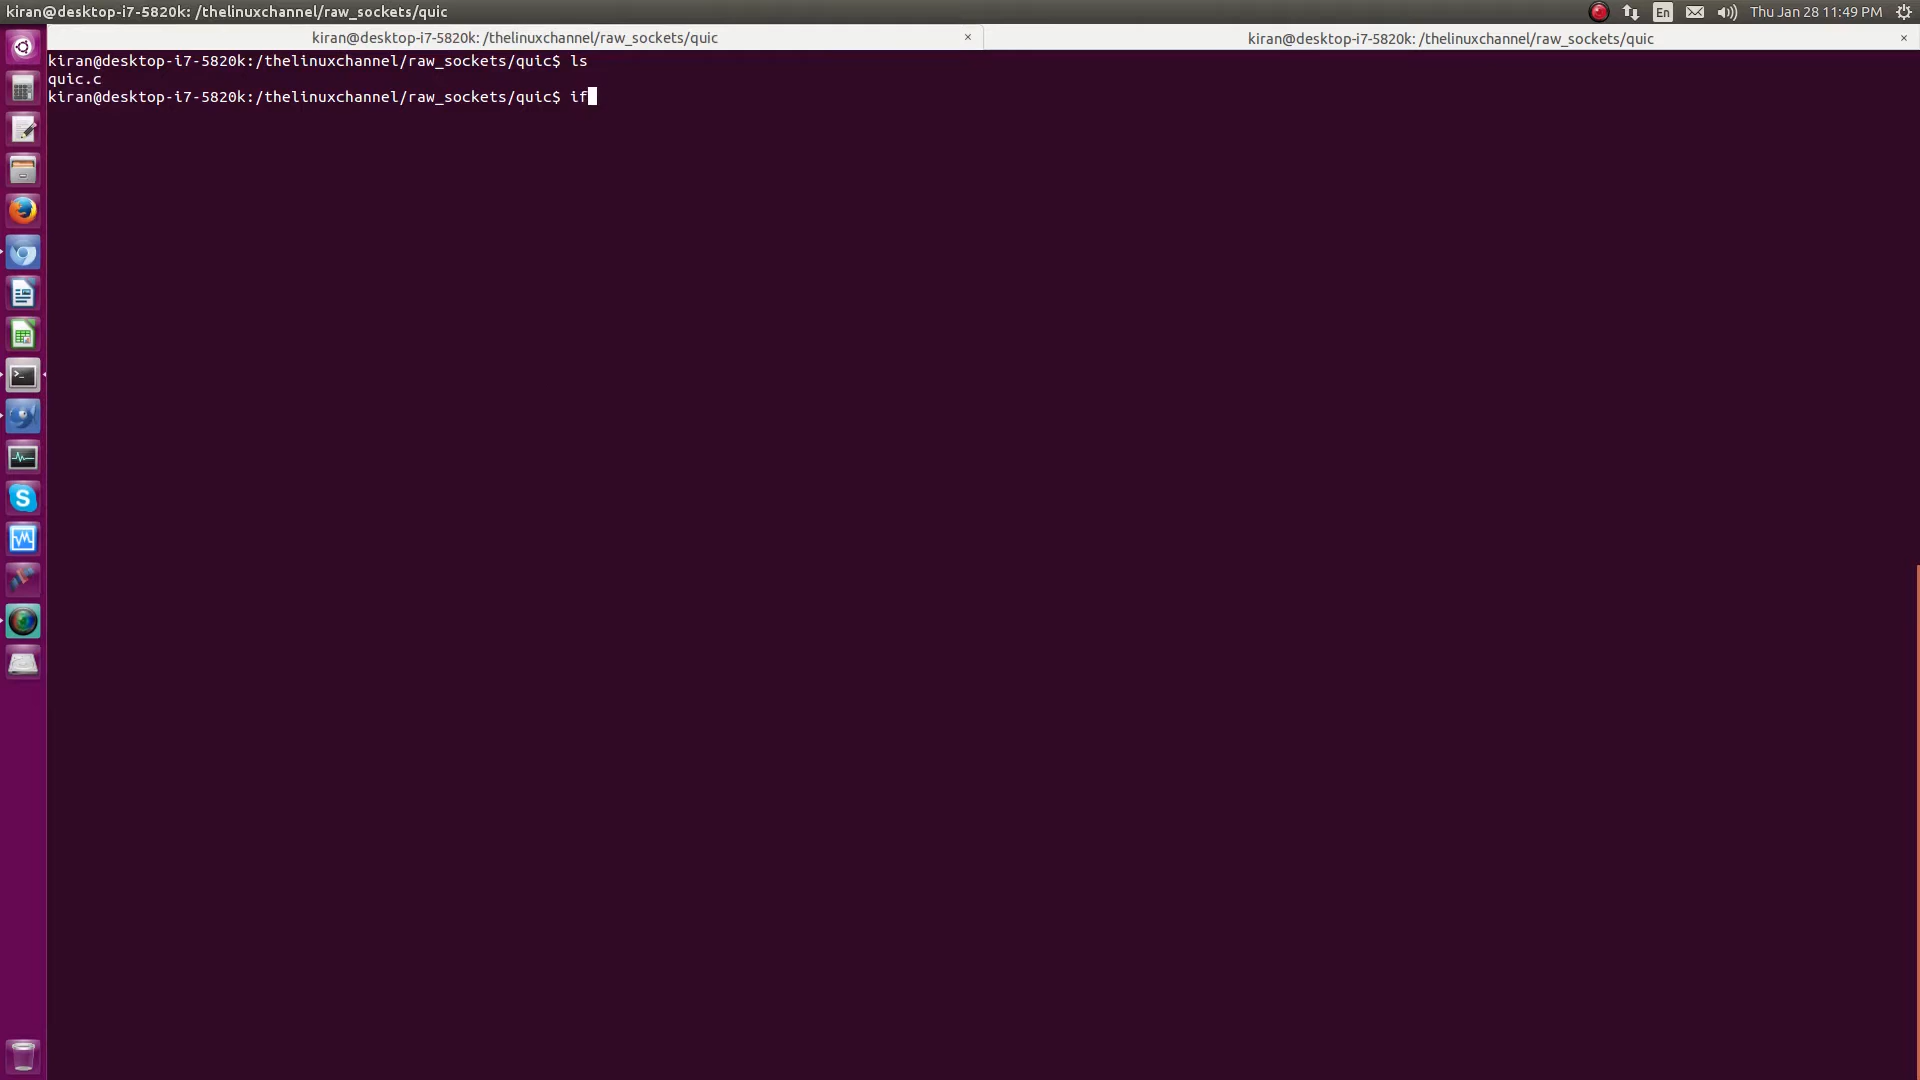 kiran@desktop-i7-5820k: /thelinuxchannel/raw_sockets/quic
En
Thu Jan 28 11:49 PM
kiran@desktop-i7-5820k: /thelinuxchannel/raw_sockets/quic ×
kiran@desktop-i7-5820k: /thelinuxchannel/raw_sockets/quic ×
kiran@desktop-i7-5820k:/thelinuxchannel/raw_sockets/quic$ ls
quic.c
kiran@desktop-i7-5820k:/thelinuxchannel/raw_sockets/quic$ if